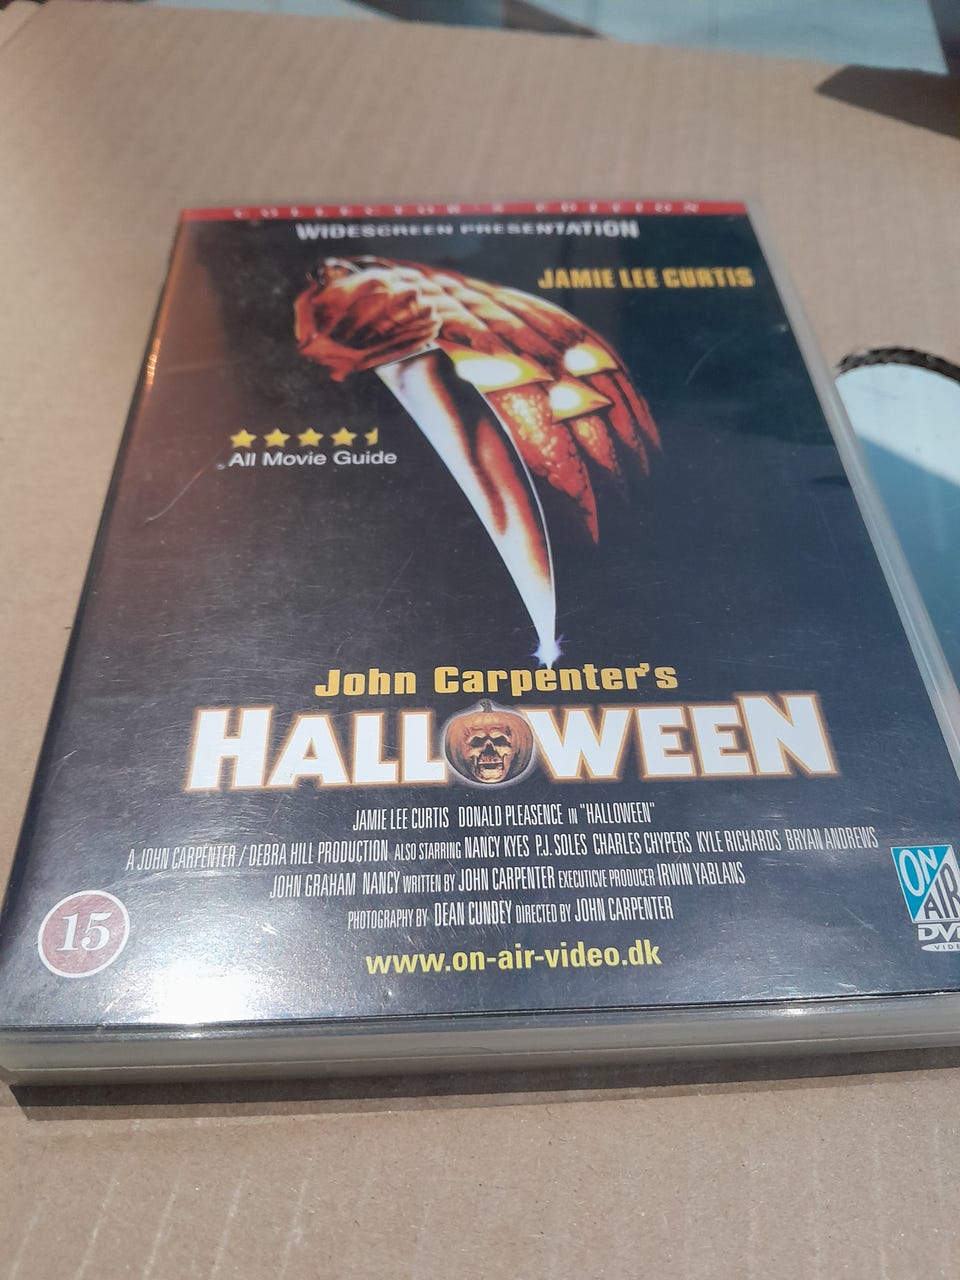 COLLECTOR'S EDITION
WIDESCREEN PRESENTATION
JAMIE LEE CURTIS
All Movie Guide
John Carpenter's
HALLOWEEN
JAMIE LEE CURTIS DONALD PLEASENCE IN "HALLOWEEN"
A JOHN CARPENTER / DEBRA HILL PRODUCTION ALSO STARRING NANCY KYES P.J. SOLES CHARLES CHYPERS KYLE RICHARDS BRYAN ANDREWS
JOHN GRAHAM NANCY WRITTEN BY JOHN CARPENTER EXECUTICVE PRODUCER IRWIN YABLANS
PHOTOGRAPHY BY DEAN CUNDEY DIRECTED BY JOHN CARPENTER
www.on-air-video.dk
15
ON
AIR
DVD
VIDEO